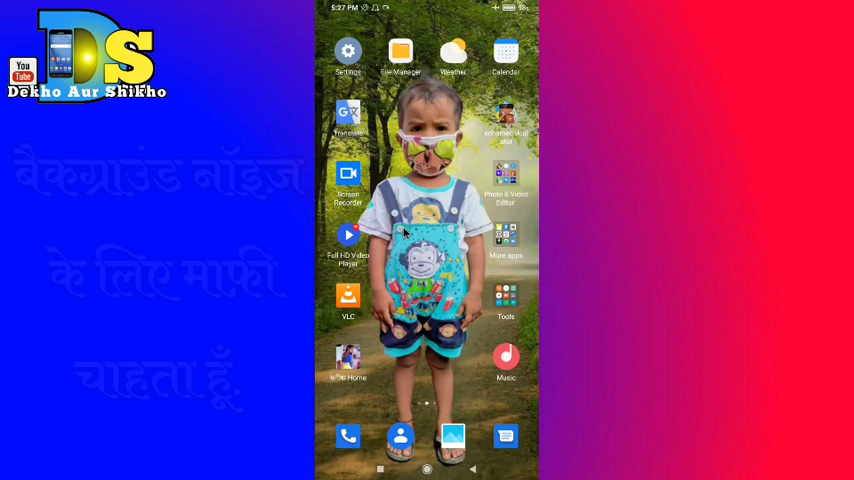 5:27 PM
You
Tube
DS
Dekho Aur Shikho
Settings
File Manager
Weather
Calendar
Translate
Screen
Recorder
Photo & Video
Editor
Full HD Video
Player
More apps
VLC
Tools
Home
Music
बैकग्राउंड नॉइज़
के लिए माफ़ी
चाहता हूँ.